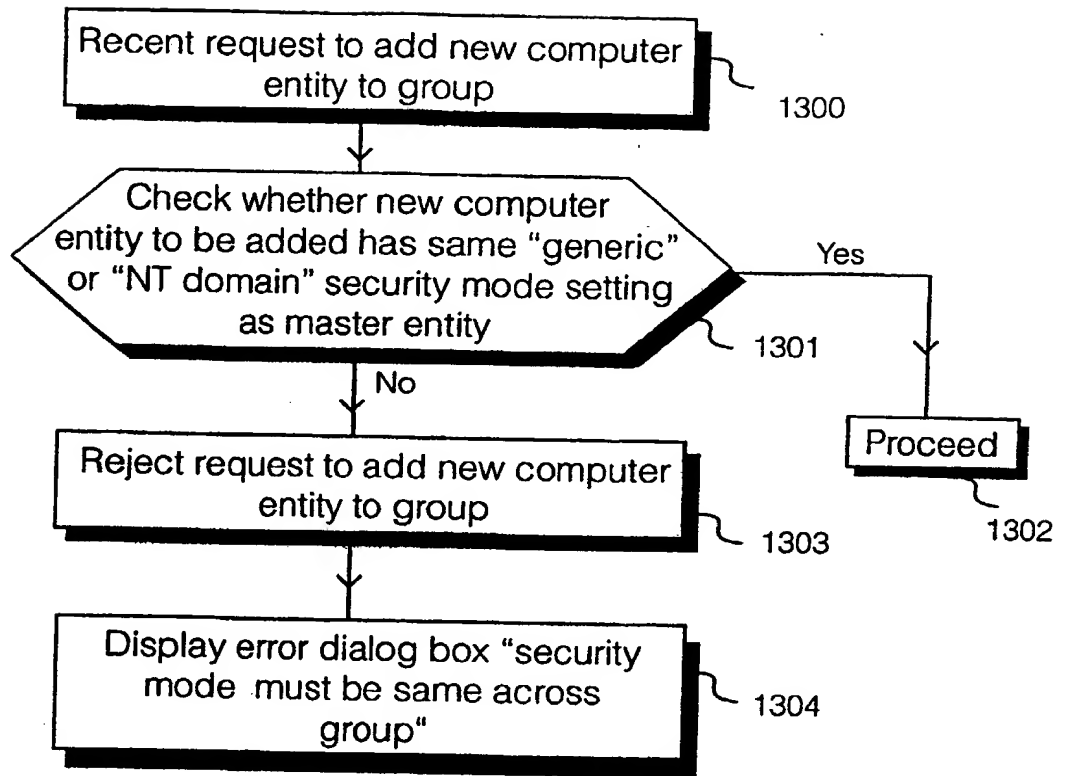 Recent request to add new computer
entity to group
1300
Check whether new computer
entity to be added has same “generic”
or “NT domain” security mode setting
as master entity
1301
Yes
No
Proceed
1302
Reject request to add new computer
entity to group
1303
Display error dialog box “security
mode must be same across
group“
1304